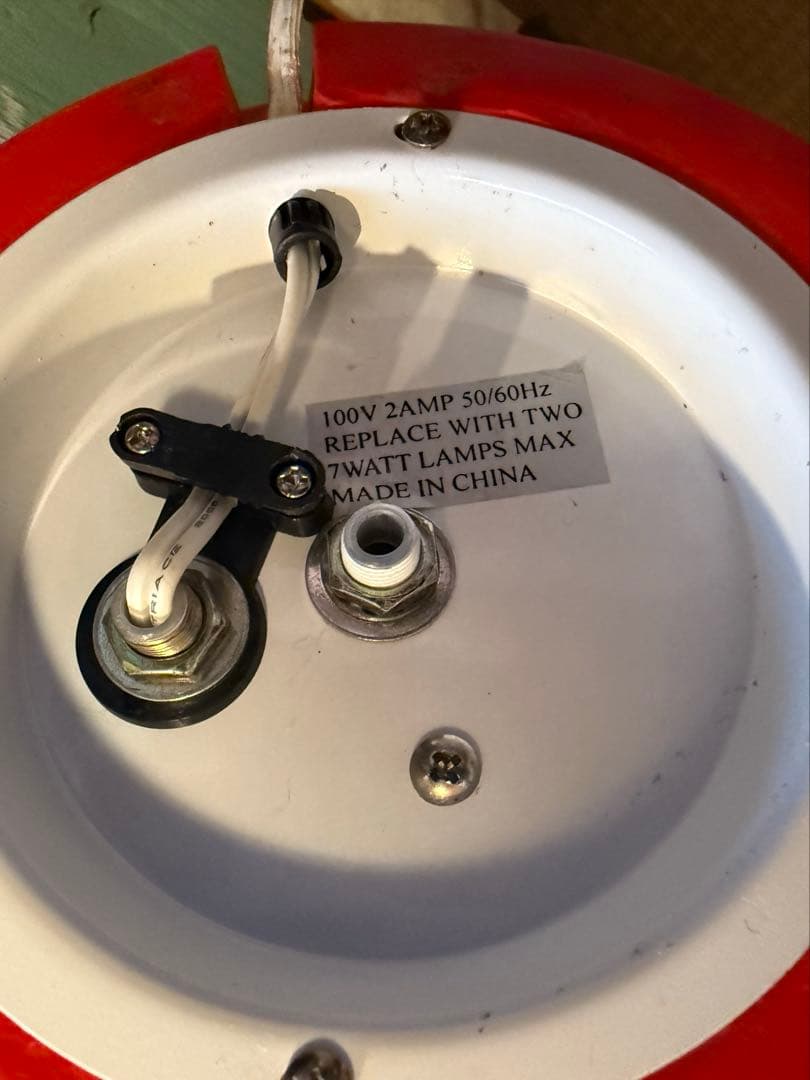 100V 2AMP 50/60Hz
REPLACE WITH TWO
7WATT LAMPS MAX
MADE IN CHINA